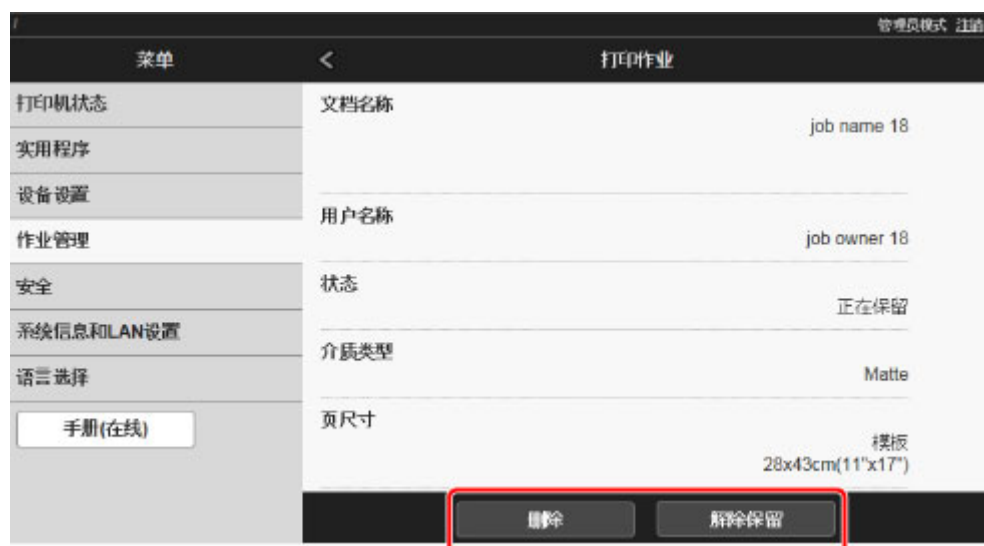 /
管理员模式 注销
菜单
<
打印作业
打印机状态
实用程序
设备设置
作业管理
安全
系统信息和LAN设置
语言选择
手册(在线)
文档名称
job name 18
用户名称
job owner 18
状态
正在保留
介质类型
Matte
页尺寸
模板
28x43cm(11"x17")
删除
解除保留